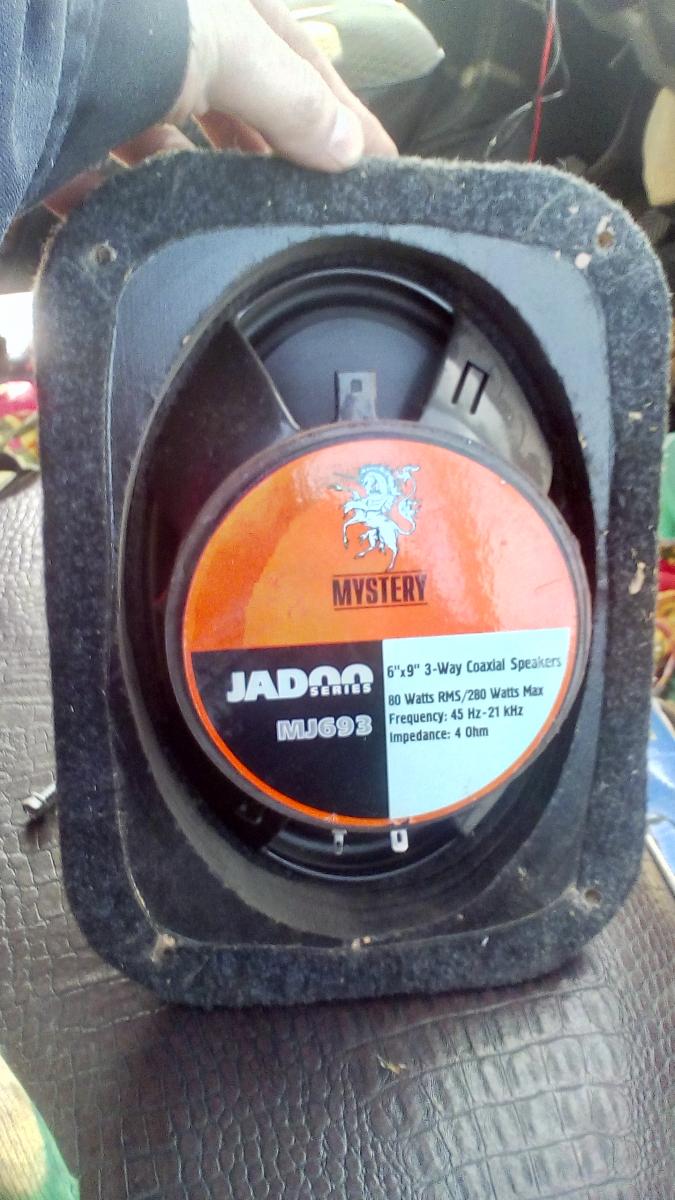 MYSTERY
JADOO
SERIES
MJ693
6"x9" 3-Way Coaxial Speakers
80 Watts RMS/280 Watts Max
Frequency: 45 Hz-21 kHz
Impedance: 4 Ohm